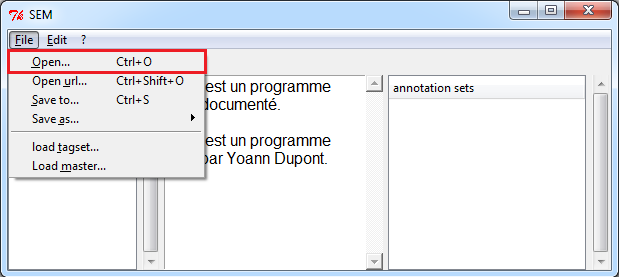 SEM
File Edit ?
Open... Ctrl+O
Open url... Ctrl+Shift+O
Save to... Ctrl+S
Save as...
load tagset...
Load master...
est un programme
documenté.
est un programme
par Yoann Dupont.
annotation sets